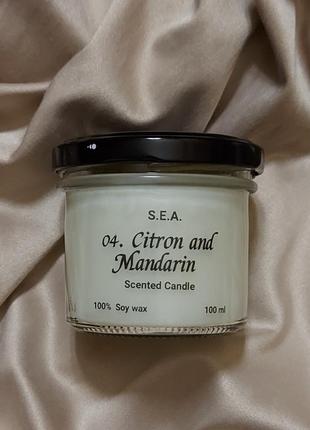 S.E.A.
04. Citron and
Mandarin
Scented Candle
100% Soy wax 100 ml